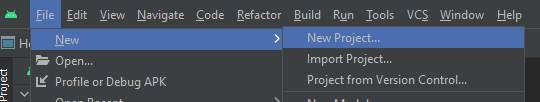 File Edit View Navigate Code Refactor Build Run Tools VCS Window Help
New
New Project...
Open...
Import Project...
Profile or Debug APK
Project from Version Control...
Project